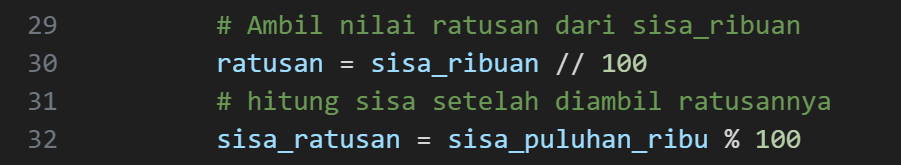 29 # Ambil nilai ratusan dari sisa_ribuan
30 ratusan = sisa_ribuan // 100
31 # hitung sisa setelah diambil ratusannya
32 sisa_ratusan = sisa_puluhan_ribu % 100